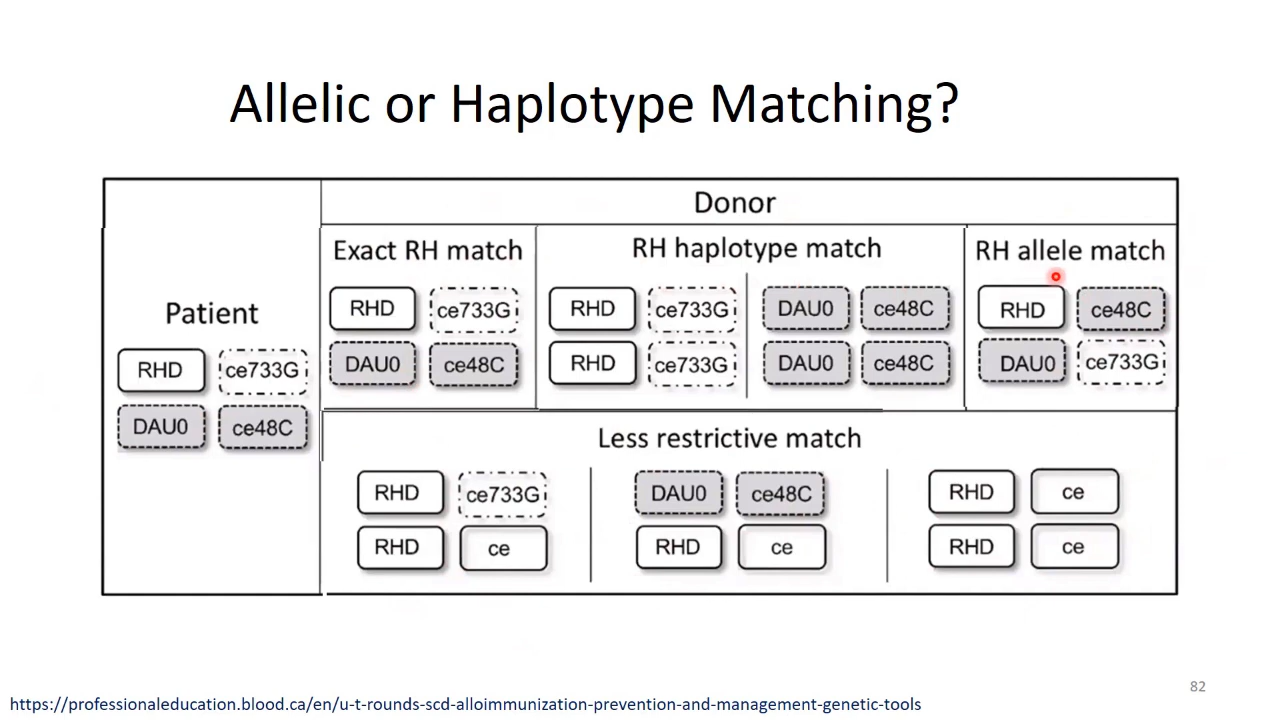 Allelic or Haplotype Matching?
Donor
Exact RH match
RH haplotype match
RH allele match
Patient
RHD ce733G
DAU0 ce48C
RHD ce733G
DAU0 ce48C
RHD ce733G
RHD ce733G
DAU0 ce48C
DAU0 ce48C
RHD ce48C
DAU0 ce733G
Less restrictive match
RHD ce733G
RHD ce
DAU0 ce48C
RHD ce
RHD ce
RHD ce
82
https://professionaleducation.blood.ca/en/u-t-rounds-scd-alloimmunization-prevention-and-management-genetic-tools